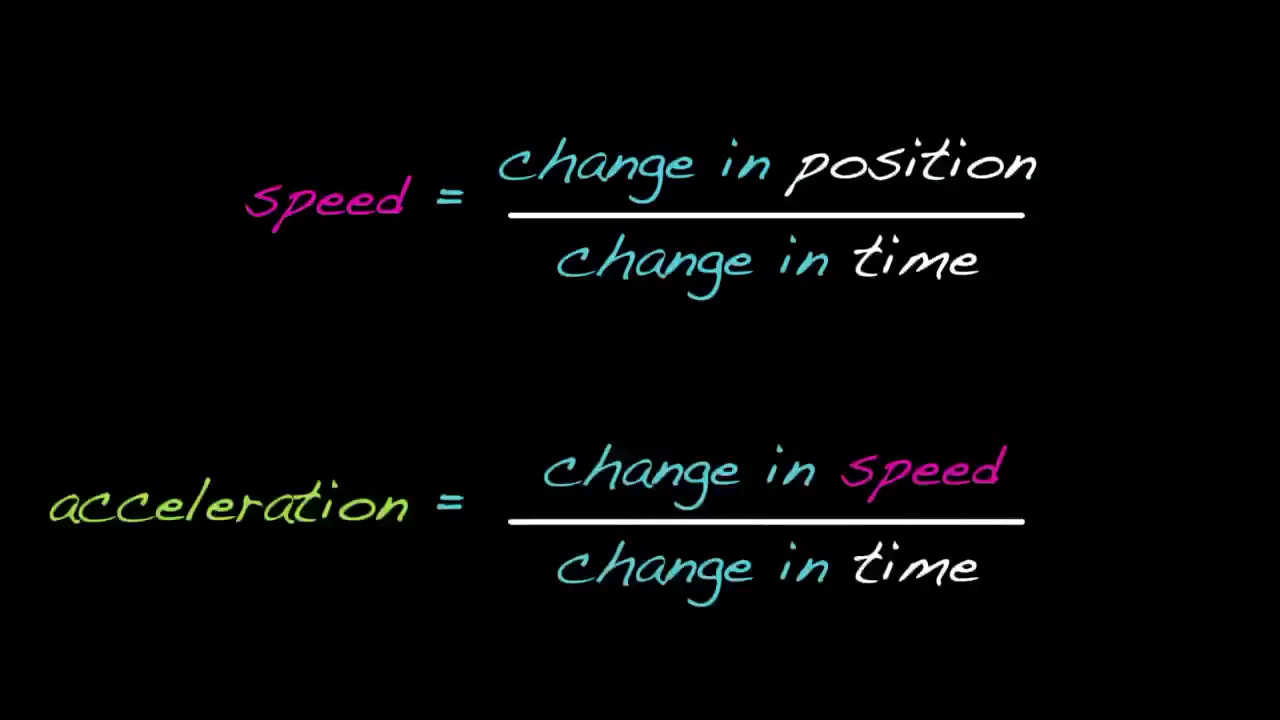 change in position
speed =
change in time
change in speed
acceleration =
change in time